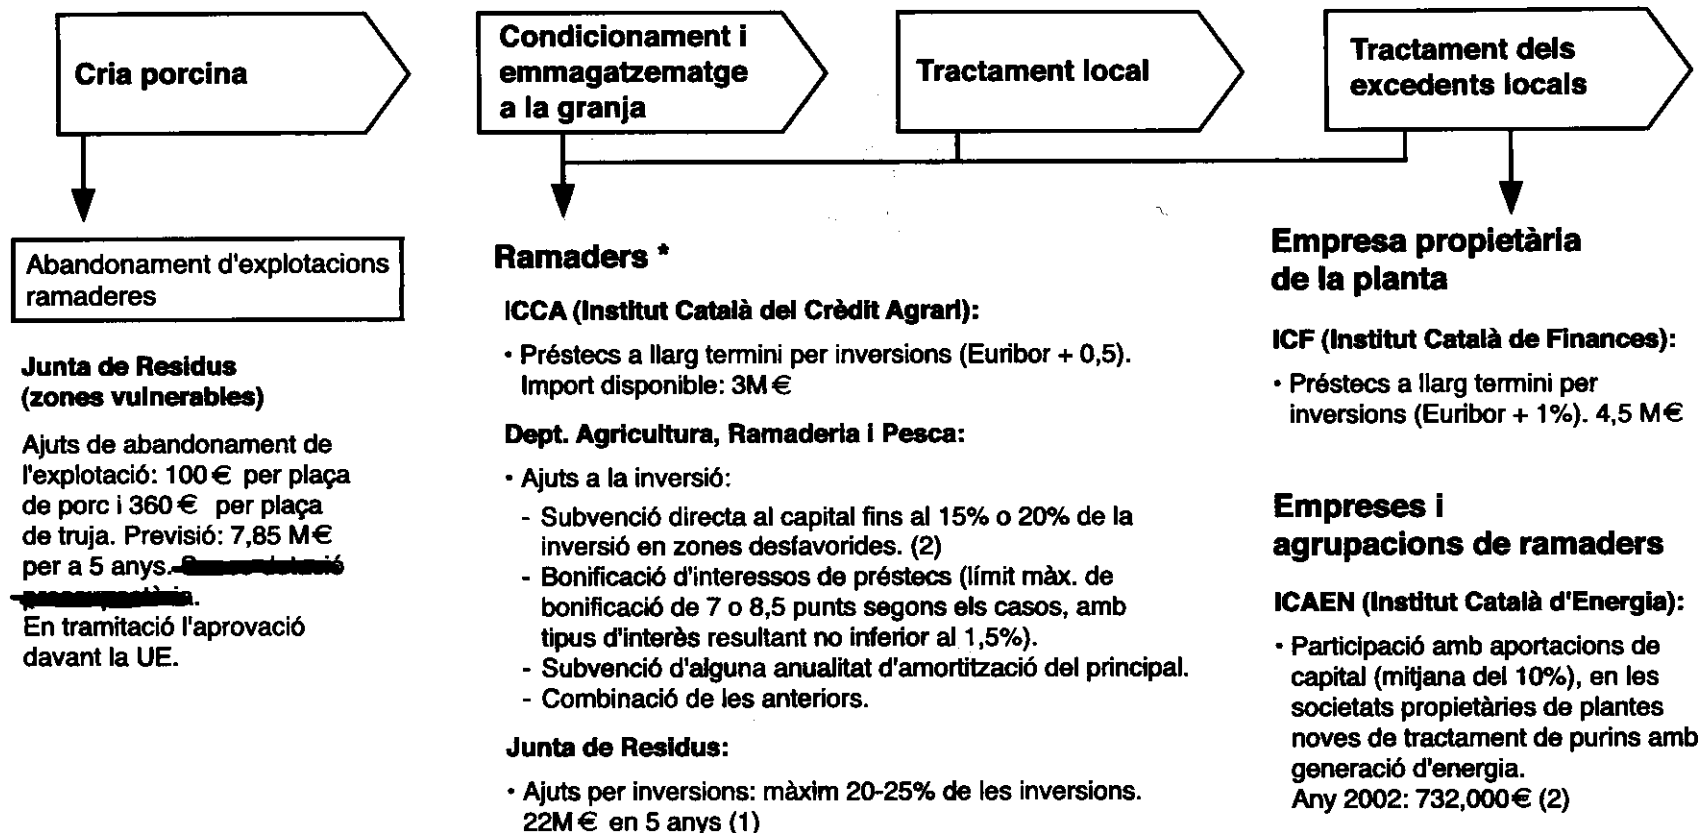 Cria porcina
Condicionament i
emmagatzematge
a la granja
Tractament local
Tractament dels
excedents locals
Abandonament d'explotacions
ramaderes
Junta de Residus
(zones vulnerables)
Ajuts de abandonament de
l'explotació: 100 € per plaça
de porc i 360 € per plaça
de truja. Previsió: 7,85 M€
per a 5 anys.
En tramitació l'aprovació
davant la UE.
Ramaders *
ICCA (Institut Català del Crèdit Agrari):
• Préstecs a llarg termini per inversions (Euribor + 0,5).
Import disponible: 3M €
Dept. Agricultura, Ramaderia i Pesca:
• Ajuts a la inversió:
- Subvenció directa al capital fins al 15% o 20% de la
inversió en zones desfavorides. (2)
- Bonificació d'interessos de préstecs (límit màx. de
bonificació de 7 o 8,5 punts segons els casos, amb
tipus d'interès resultant no inferior al 1,5%).
- Subvenció d'alguna anualitat d'amortització del principal.
- Combinació de les anteriors.
Junta de Residus:
• Ajuts per inversions: màxim 20-25% de les inversions.
22M € en 5 anys (1)
Empresa propietària
de la planta
ICF (Institut Català de Finances):
• Préstecs a llarg termini per
inversions (Euribor + 1%). 4,5 M€
Empreses i
agrupacions de ramaders
ICAEN (Institut Català d'Energia):
• Participació amb aportacions de
capital (mitjana del 10%), en les
societats propietàries de plantes
noves de tractament de purins amb
generació d'energia.
Any 2002: 732,000€ (2)